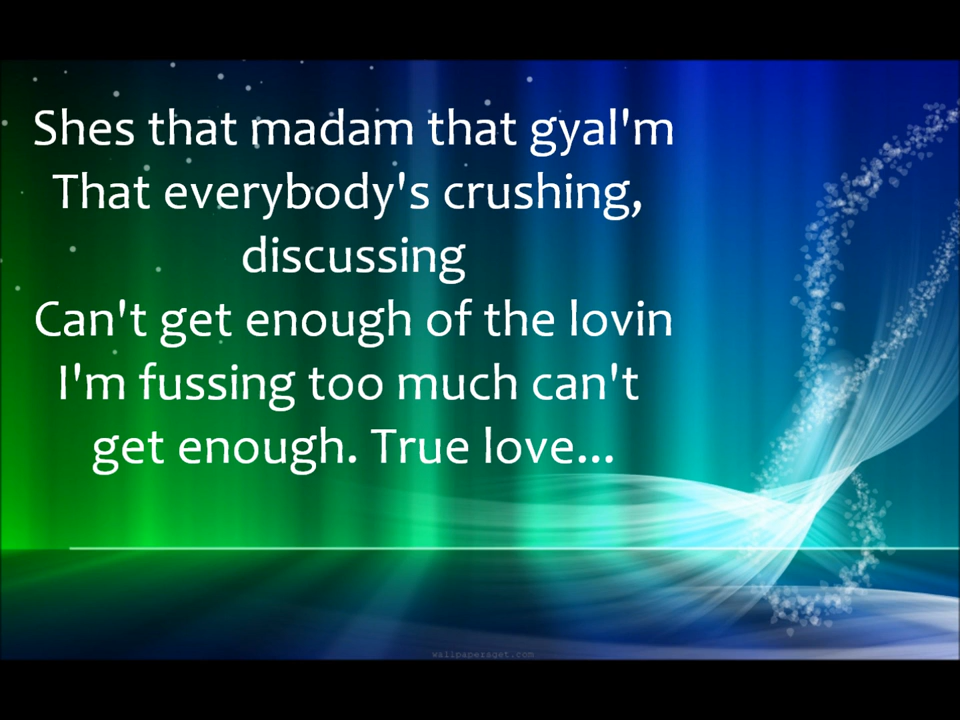 Shes that madam that gyal'm
That everybody's crushing,
discussing
Can't get enough of the lovin
I'm fussing too much can't
get enough. True love...
wallpapersget.com